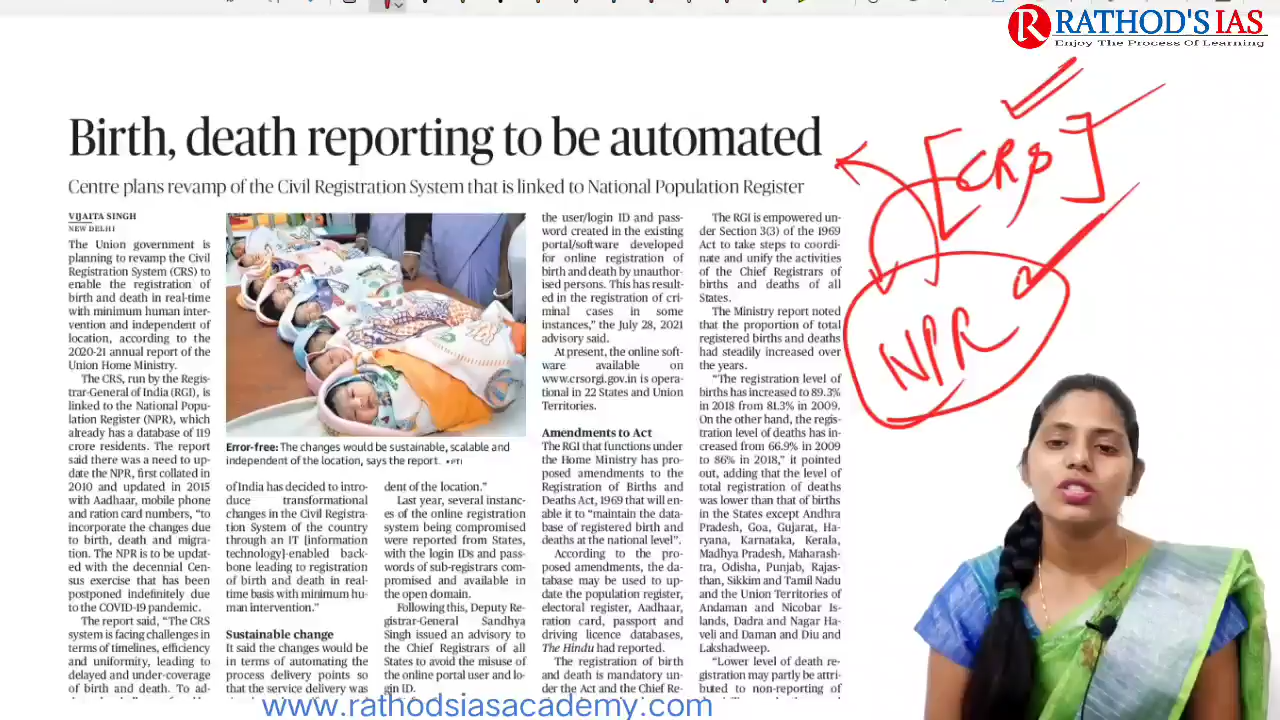 RATHOD'S IAS
Enjoy The Process Of Learning
Birth, death reporting to be automated
Centre plans revamp of the Civil Registration System that is linked to National Population Register
VIJAITA SINGH
NEW DELHI
The Union government is
planning to revamp the Civil
Registration System (CRS) to
enable the registration of
birth and death in real-time
with minimum human inter-
vention and independent of
location, according to the
2020-21 annual report of the
Union Home Ministry.
The CRS, run by the Regis-
trar-General of India (RGI), is
linked to the National Popu-
lation Register (NPR), which
already has a database of 119
crore residents. The report
said there was a need to up-
date the NPR, first collated in
2010 and updated in 2015
with Aadhaar, mobile phone
and ration card numbers, “to
incorporate the changes due
to birth, death and migra-
tion. The NPR is to be updat-
ed with the decennial Cen-
sus exercise that has been
postponed indefinitely due
to the COVID-19 pandemic.
The report said, “The CRS
system is facing challenges in
terms of timelines, efficiency
and uniformity, leading to
delayed and under-coverage
of birth and death. To ad-
Error-free: The changes would be sustainable, scalable and
independent of the location, says the report. •PTI
of India has decided to intro-
duce transformational
changes in the Civil Registra-
tion System of the country
through an IT [information
technology]-enabled back-
bone leading to registration
of birth and death in real-
time basis with minimum hu-
man intervention.”
Sustainable change
It said the changes would be
in terms of automating the
process delivery points so
that the service delivery was
dent of the location.”
Last year, several instanc-
es of the online registration
system being compromised
were reported from States,
with the login IDs and pass-
words of sub-registrars com-
promised and available in
the open domain.
Following this, Deputy Re-
gistrar-General Sandhya
Singh issued an advisory to
the Chief Registrars of all
States to avoid the misuse of
the online portal user and lo-
gin ID.
the user/login ID and pass-
word created in the existing
portal/software developed
for online registration of
birth and death by unauthor-
ised persons. This has result-
ed in the registration of cri-
minal cases in some
instances,” the July 28, 2021
advisory said.
At present, the online soft-
ware available on
www.crsorgi.gov.in is opera-
tional in 22 States and Union
Territories.
Amendments to Act
The RGI that functions under
the Home Ministry has pro-
posed amendments to the
Registration of Births and
Deaths Act, 1969 that will en-
able it to “maintain the data-
base of registered birth and
deaths at the national level”.
According to the pro-
posed amendments, the da-
tabase may be used to up-
date the population register,
electoral register, Aadhaar,
ration card, passport and
driving licence databases,
The Hindu had reported.
The registration of birth
and death is mandatory un-
der the Act and the Chief Re-
The RGI is empowered un-
der Section 3(3) of the 1969
Act to take steps to coordi-
nate and unify the activities
of the Chief Registrars of
births and deaths of all
States.
The Ministry report noted
that the proportion of total
registered births and deaths
had steadily increased over
the years.
“The registration level of
births has increased to 89.3%
in 2018 from 81.3% in 2009.
On the other hand, the regis-
tration level of deaths has in-
creased from 66.9% in 2009
to 86% in 2018,” it pointed
out, adding that the level of
total registration of deaths
was lower than that of births
in the States except Andhra
Pradesh, Goa, Gujarat, Ha-
ryana, Karnataka, Kerala,
Madhya Pradesh, Maharash-
tra, Odisha, Punjab, Rajas-
than, Sikkim and Tamil Nadu
and the Union Territories of
Andaman and Nicobar Is-
lands, Dadra and Nagar Ha-
veli and Daman and Diu and
Lakshadweep.
“Lower level of death re-
gistration may partly be attri-
buted to non-reporting of
[CRS]
NPR
www.rathodsiasacademy.com